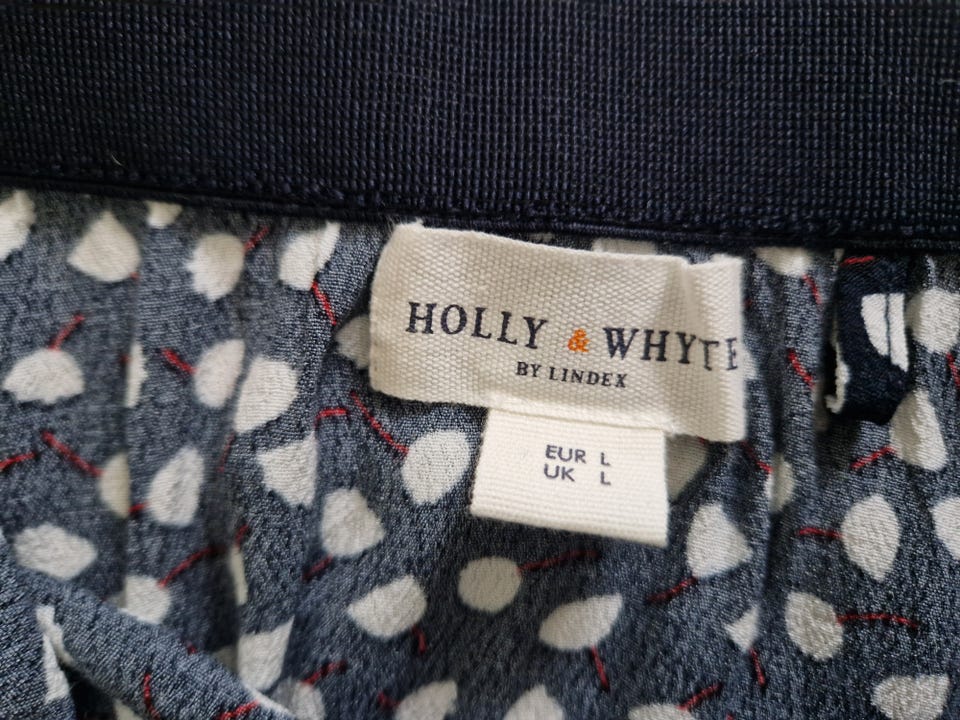 HOLLY & WHYTE
BY LINDEX
EUR L
UK L